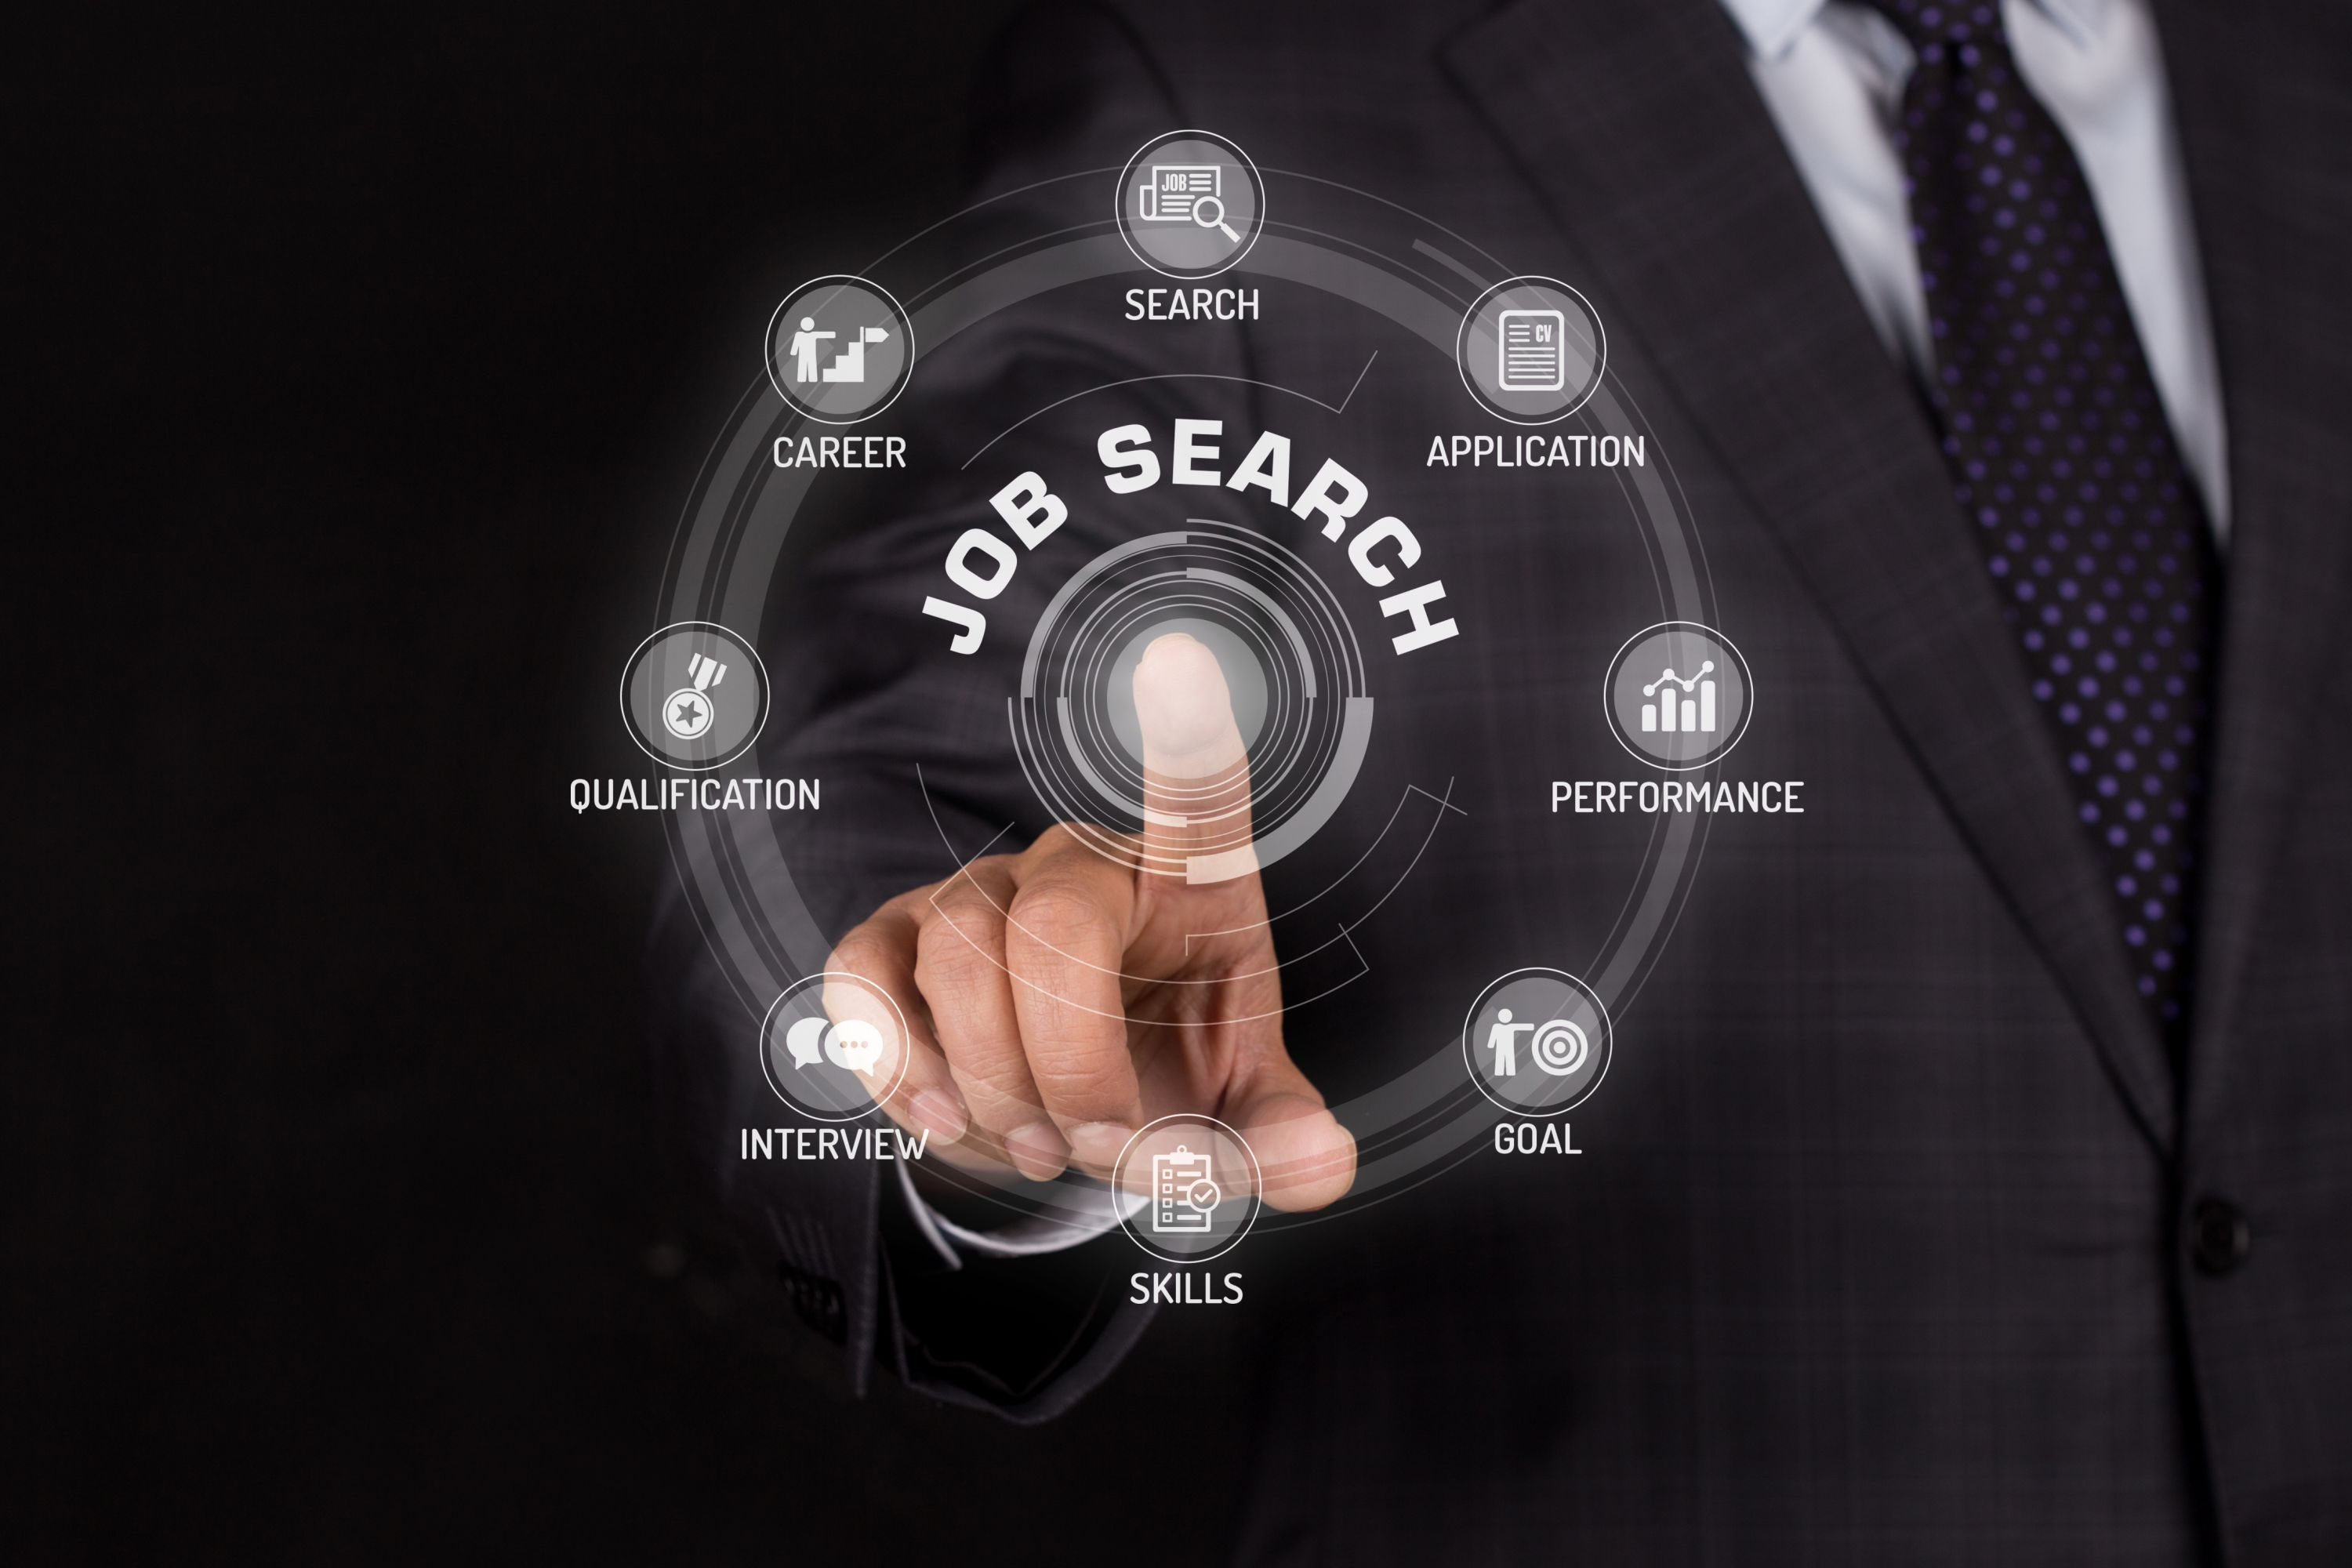 JOB
SEARCH
CV
CAREER
APPLICATION
JOB SEARCH
QUALIFICATION
PERFORMANCE
INTERVIEW
GOAL
SKILLS